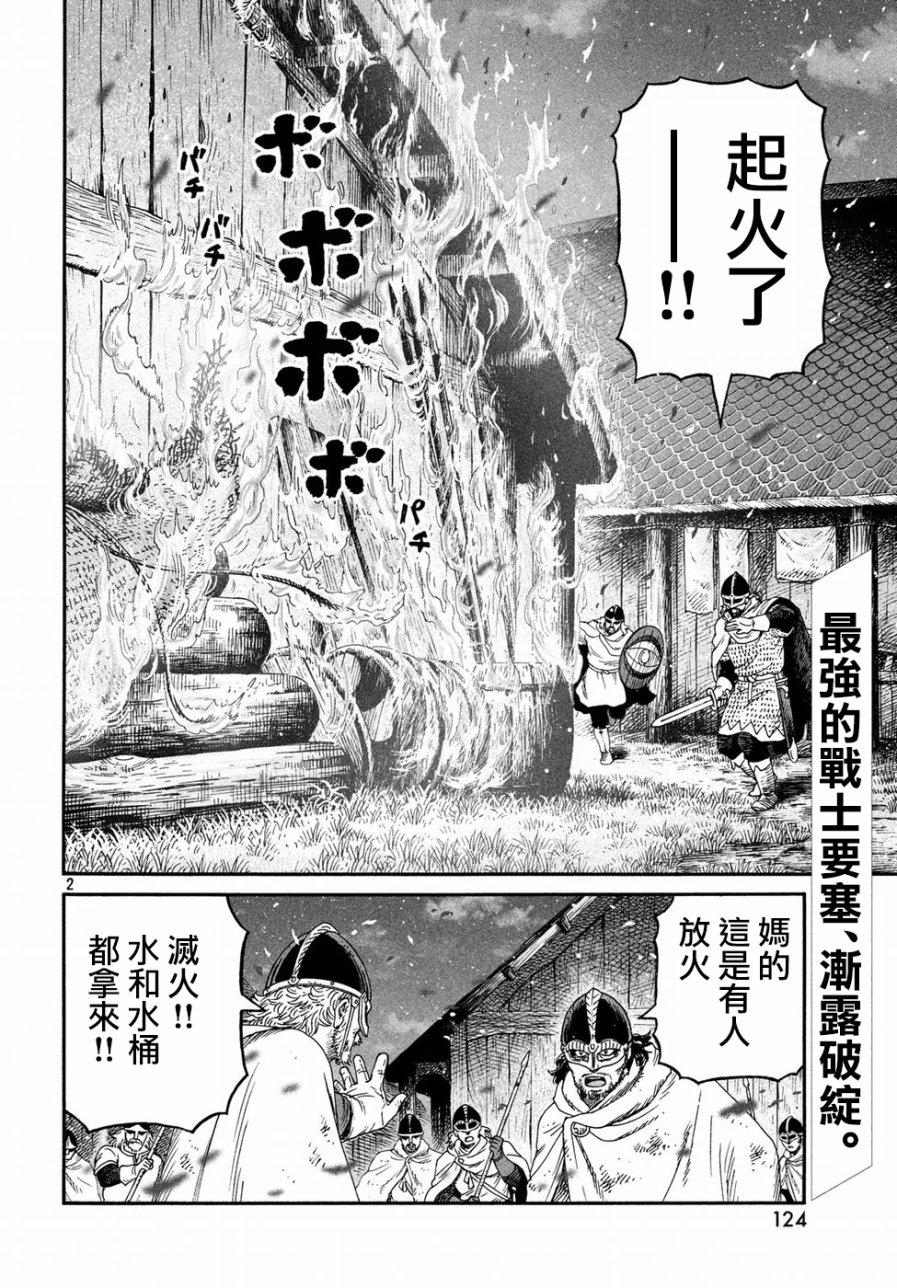 起火了
——!!
ボ
ボ
ボ
ボ
ボ
バチ
バチ
パチ
最強的戰士要塞、漸露破綻。
2
媽的
這是有人
放火
滅火!!
水和水桶
都拿來!!
124